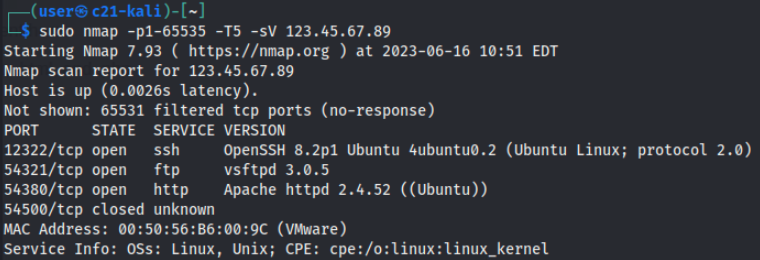 ┌──(user㉿c21-kali)-[~]
└─$ sudo nmap -p1-65535 -T5 -sV 123.45.67.89
Starting Nmap 7.93 ( https://nmap.org ) at 2023-06-16 10:51 EDT
Nmap scan report for 123.45.67.89
Host is up (0.0026s latency).
Not shown: 65531 filtered tcp ports (no-response)
PORT      STATE  SERVICE VERSION
12322/tcp open   ssh     OpenSSH 8.2p1 Ubuntu 4ubuntu0.2 (Ubuntu Linux; protocol 2.0)
54321/tcp open   ftp     vsftpd 3.0.5
54380/tcp open   http    Apache httpd 2.4.52 ((Ubuntu))
54500/tcp closed unknown
MAC Address: 00:50:56:B6:00:9C (VMware)
Service Info: OSs: Linux, Unix; CPE: cpe:/o:linux:linux_kernel